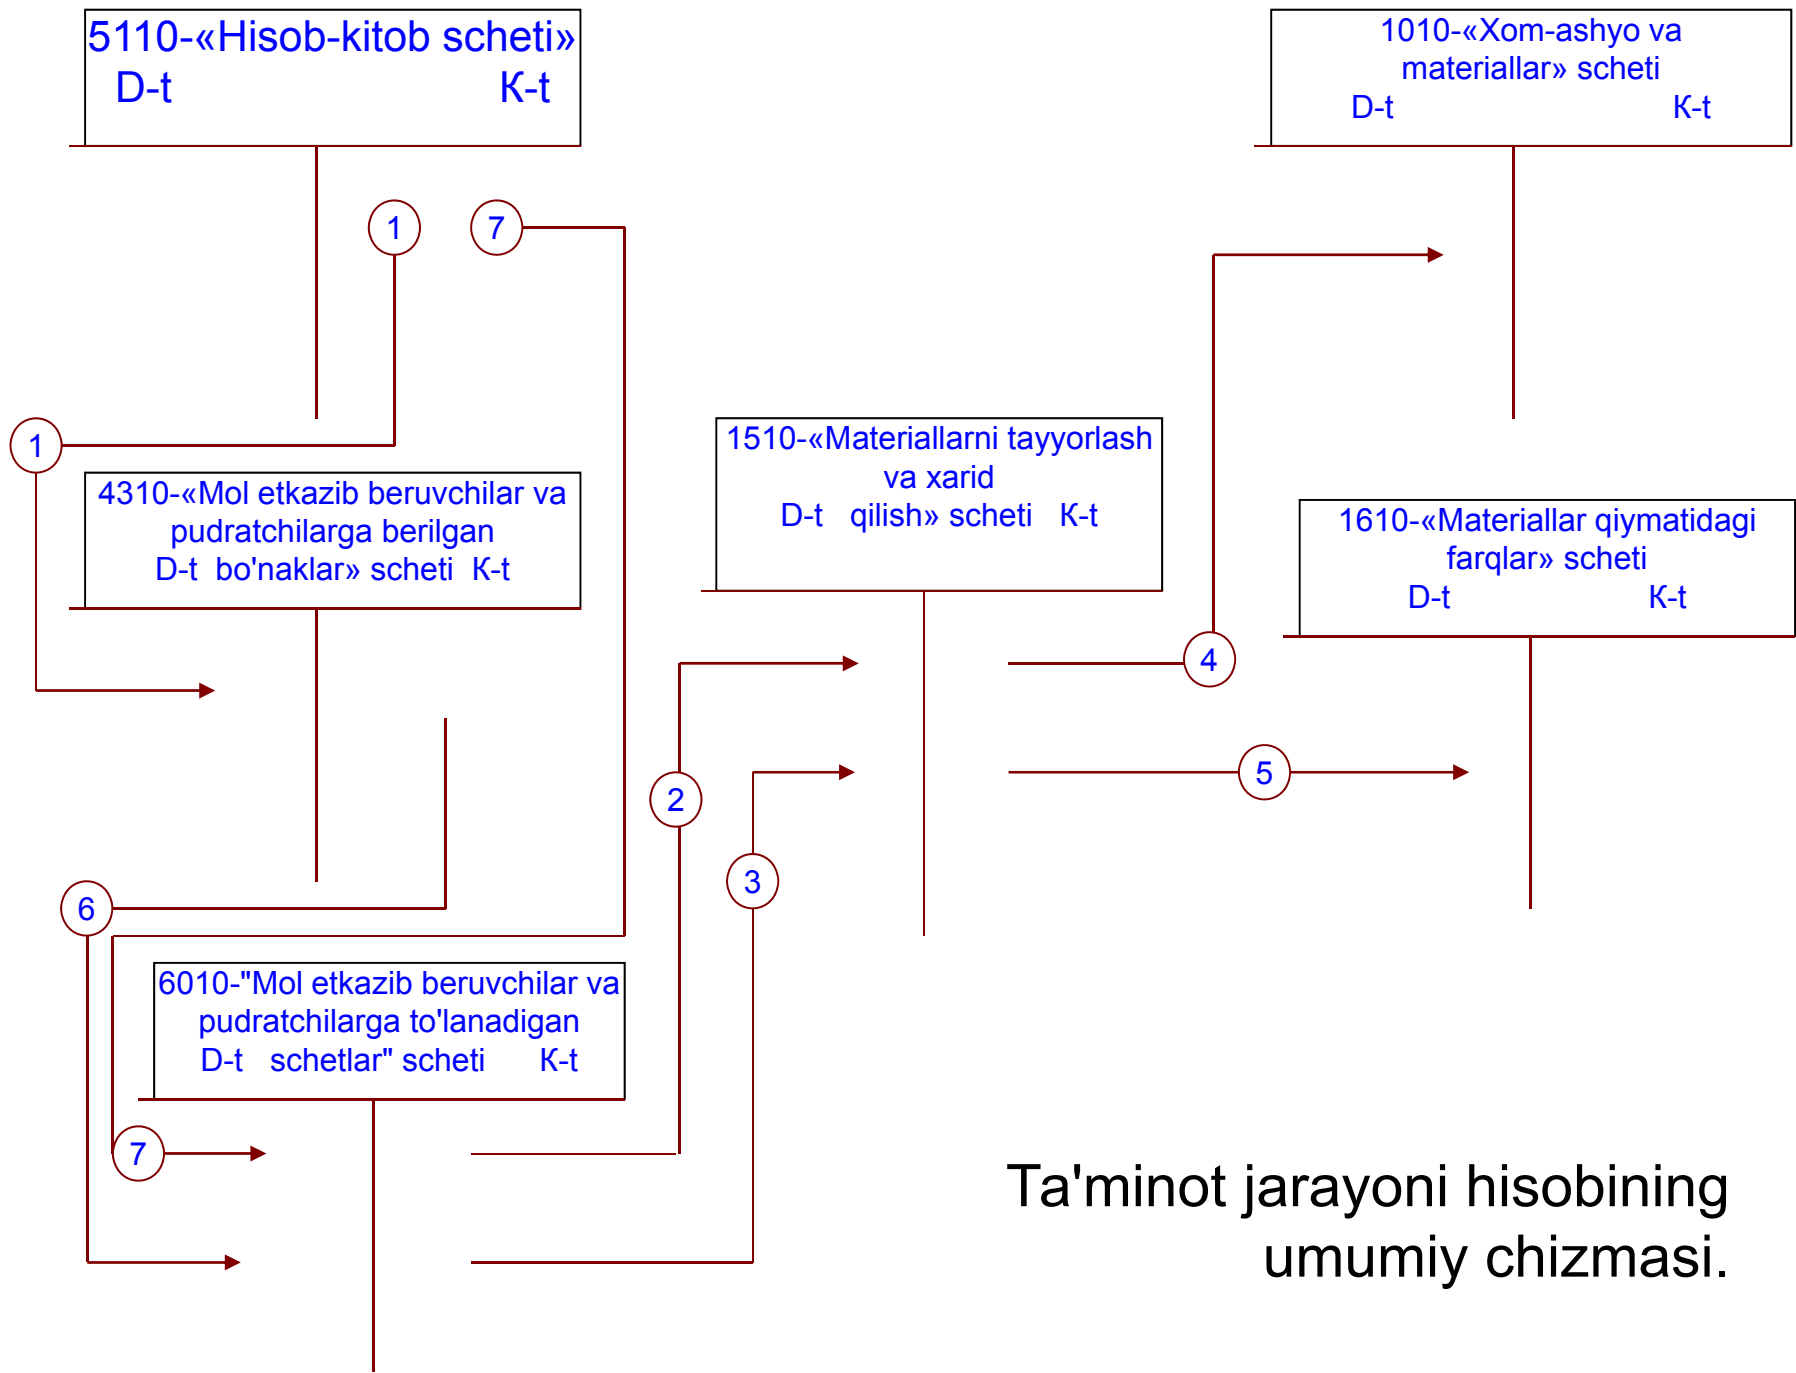 5110-«Hisob-kitob scheti»
D-t K-t
1010-«Xom-ashyo va
materiallar» scheti
D-t K-t
1 7
1
4310-«Mol etkazib beruvchilar va
pudratchilarga berilgan
D-t bo'naklar» scheti K-t
1510-«Materiallarni tayyorlash
va xarid
D-t qilish» scheti K-t
1610-«Materiallar qiymatidagi
farqlar» scheti
D-t K-t
4
2
5
3
6
6010-"Mol etkazib beruvchilar va
pudratchilarga to'lanadigan
D-t schetlar" scheti K-t
7
Ta'minot jarayoni hisobining
umumiy chizmasi.